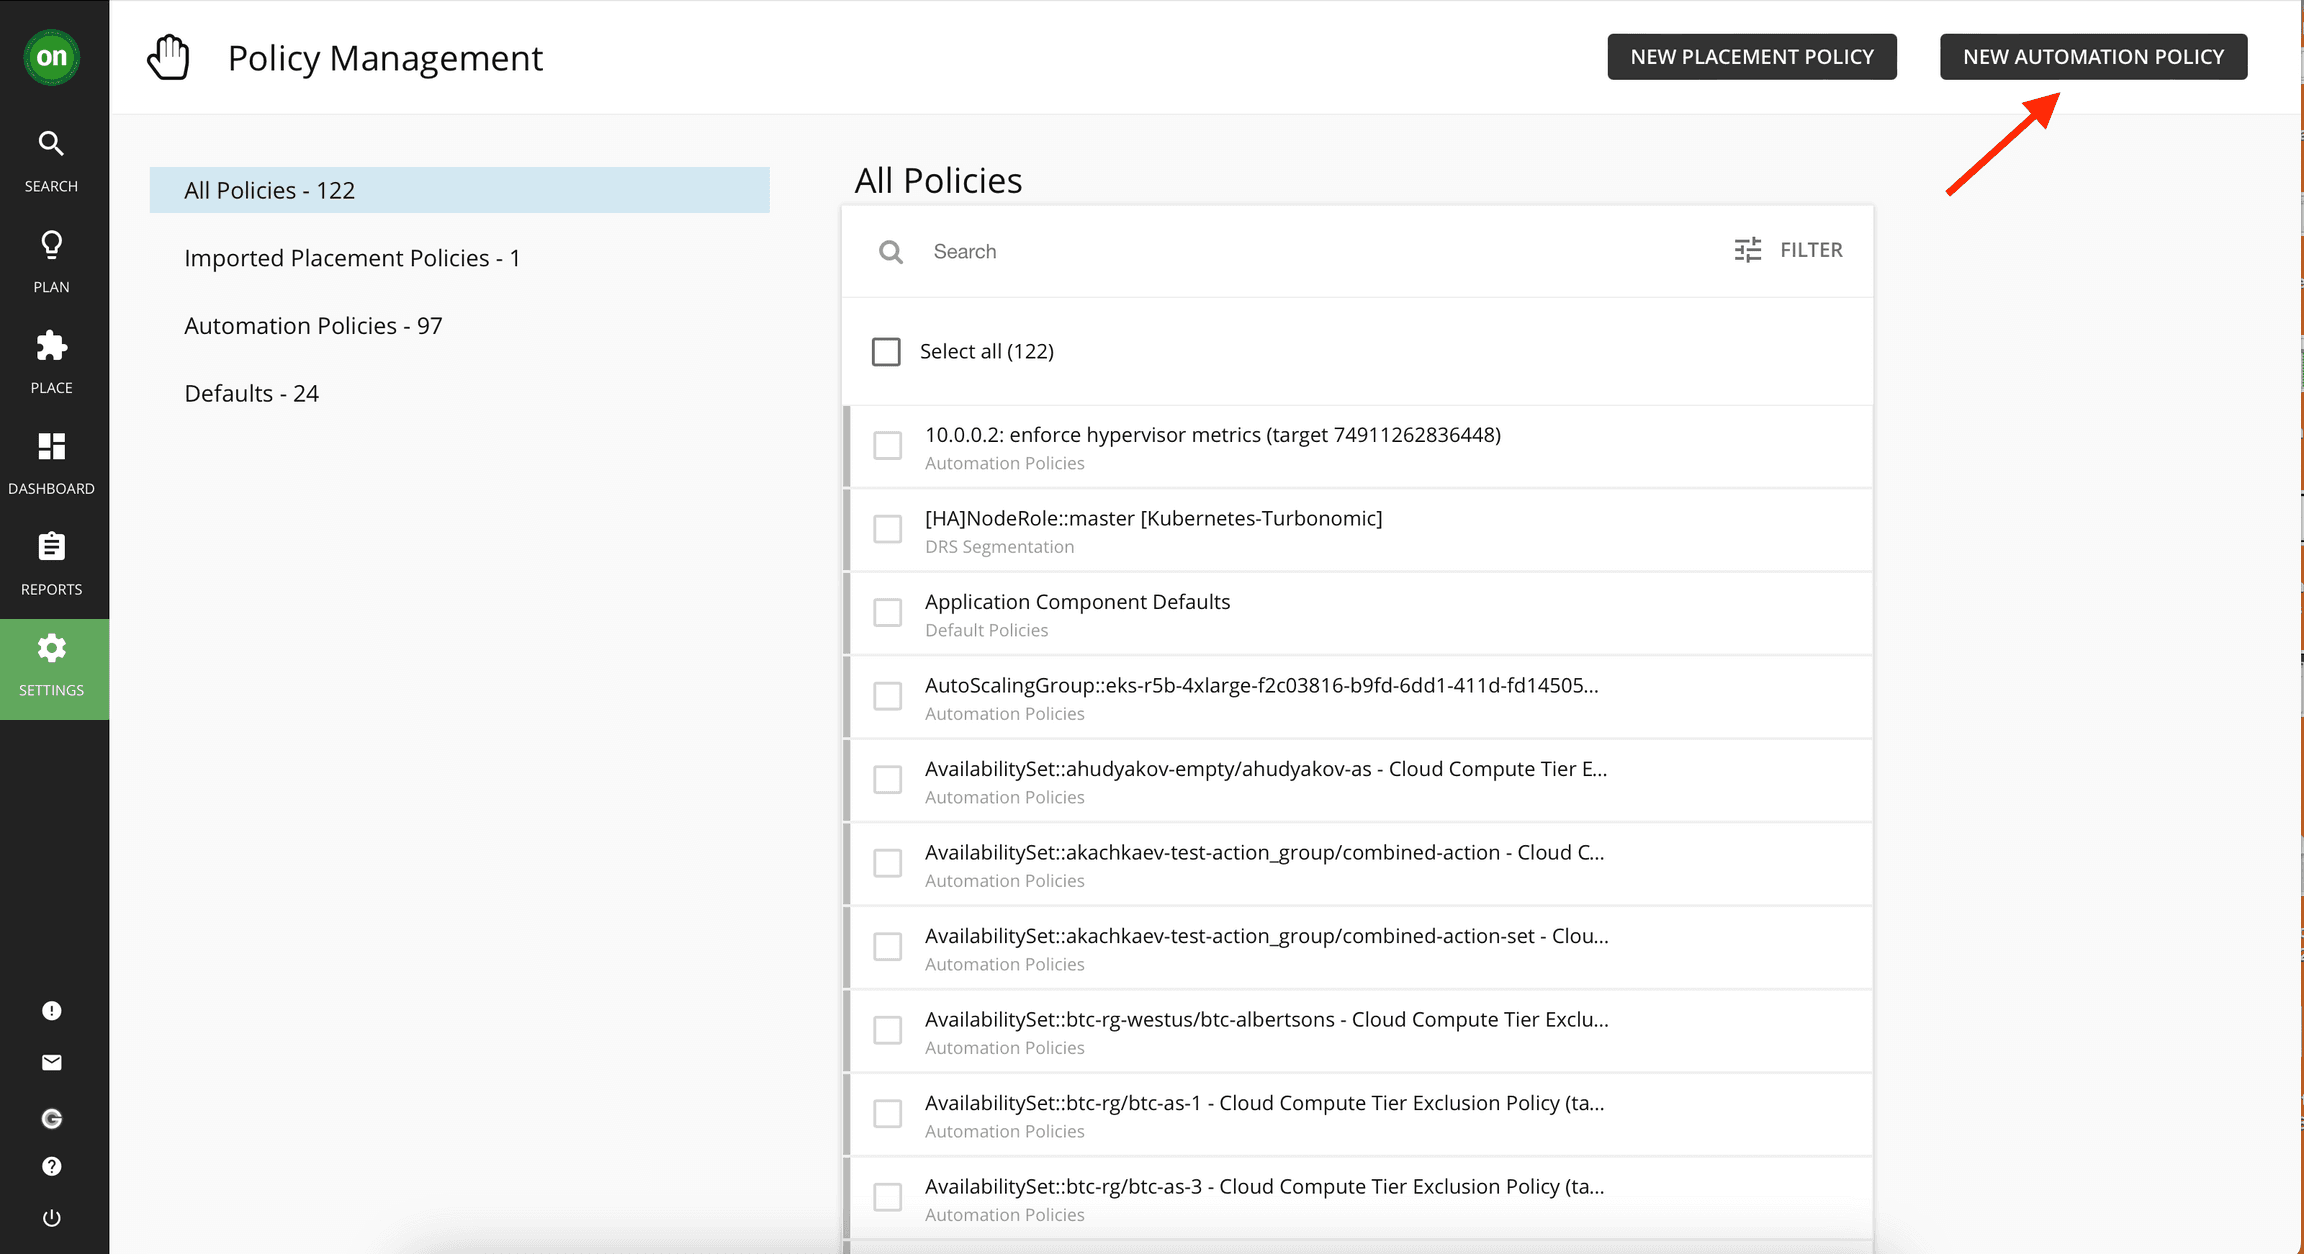 on
Policy Management
NEW PLACEMENT POLICY
NEW AUTOMATION POLICY
SEARCH
PLAN
PLACE
DASHBOARD
REPORTS
SETTINGS
All Policies - 122
Imported Placement Policies - 1
Automation Policies - 97
Defaults - 24
All Policies
Search
FILTER
Select all (122)
10.0.0.2: enforce hypervisor metrics (target 74911262836448)
Automation Policies
[HA]NodeRole::master [Kubernetes-Turbonomic]
DRS Segmentation
Application Component Defaults
Default Policies
AutoScalingGroup::eks-r5b-4xlarge-f2c03816-b9fd-6dd1-411d-fd14505...
Automation Policies
AvailabilitySet::ahudyakov-empty/ahudyakov-as - Cloud Compute Tier E...
Automation Policies
AvailabilitySet::akachkaev-test-action_group/combined-action - Cloud C...
Automation Policies
AvailabilitySet::akachkaev-test-action_group/combined-action-set - Clou...
Automation Policies
AvailabilitySet::btc-rg-westus/btc-albertsons - Cloud Compute Tier Exclu...
Automation Policies
AvailabilitySet::btc-rg/btc-as-1 - Cloud Compute Tier Exclusion Policy (ta...
Automation Policies
AvailabilitySet::btc-rg/btc-as-3 - Cloud Compute Tier Exclusion Policy (ta...
Automation Policies